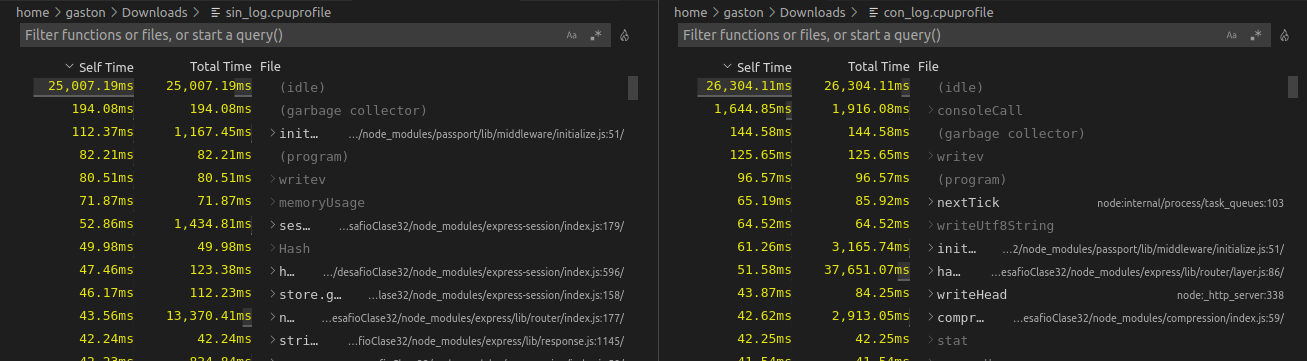 home > gaston > Downloads > sin_log.cpuprofile
Filter functions or files, or start a query()
Aa .*
Self Time Total Time File
25,007.19ms 25,007.19ms (idle)
194.08ms 194.08ms (garbage collector)
112.37ms 1,167.45ms > init… …/node_modules/passport/lib/middleware/initialize.js:51/
82.21ms 82.21ms (program)
80.51ms 80.51ms > writev
71.87ms 71.87ms > memoryUsage
52.86ms 1,434.81ms > ses… …safioClase32/node_modules/express-session/index.js:179/
49.98ms 49.98ms > Hash
47.46ms 123.38ms > h… …/desafioClase32/node_modules/express-session/index.js:596/
46.17ms 112.23ms > store.g… …lase32/node_modules/express-session/index.js:158/
43.56ms 13,370.41ms > n… …esafioClase32/node_modules/express/lib/router/index.js:177/
42.24ms 42.24ms > stri… …fioClase32/node_modules/express/lib/response.js:1145/
home > gaston > Downloads > con_log.cpuprofile
Filter functions or files, or start a query()
Aa .*
Self Time Total Time File
26,304.11ms 26,304.11ms (idle)
1,644.85ms 1,916.08ms > consoleCall
144.58ms 144.58ms (garbage collector)
125.65ms 125.65ms > writev
96.57ms 96.57ms (program)
65.19ms 85.92ms > nextTick node:internal/process/task_queues:103
64.52ms 64.52ms > writeUtf8String
61.26ms 3,165.74ms > init… …2/node_modules/passport/lib/middleware/initialize.js:51/
51.58ms 37,651.07ms > ha… …esafioClase32/node_modules/express/lib/router/layer.js:86/
43.87ms 84.25ms > writeHead node:_http_server:338
42.62ms 2,913.05ms > compr… …esafioClase32/node_modules/compression/index.js:59/
42.25ms 42.25ms > stat